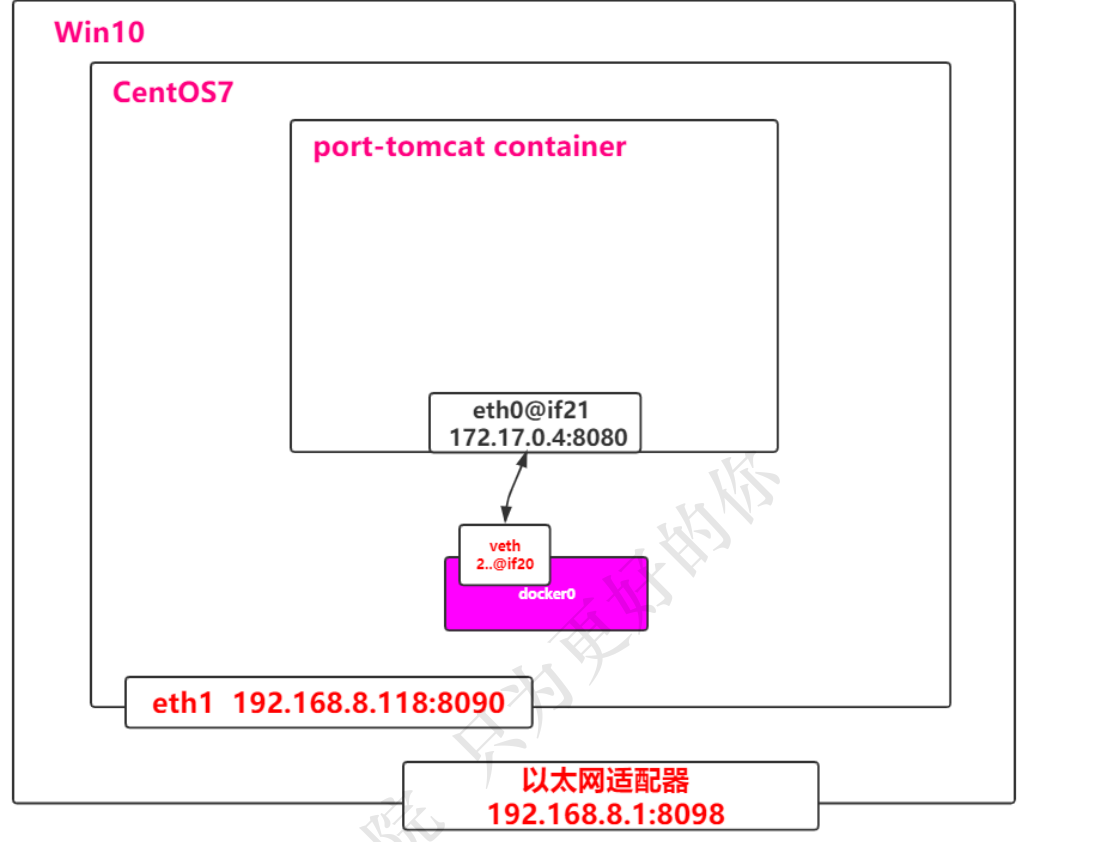 Win10
CentOS7
port-tomcat container
eth0@if21
172.17.0.4:8080
veth
2..@if20
docker0
eth1 192.168.8.118:8090
以太网适配器
192.168.8.1:8098
院 只为更好的你